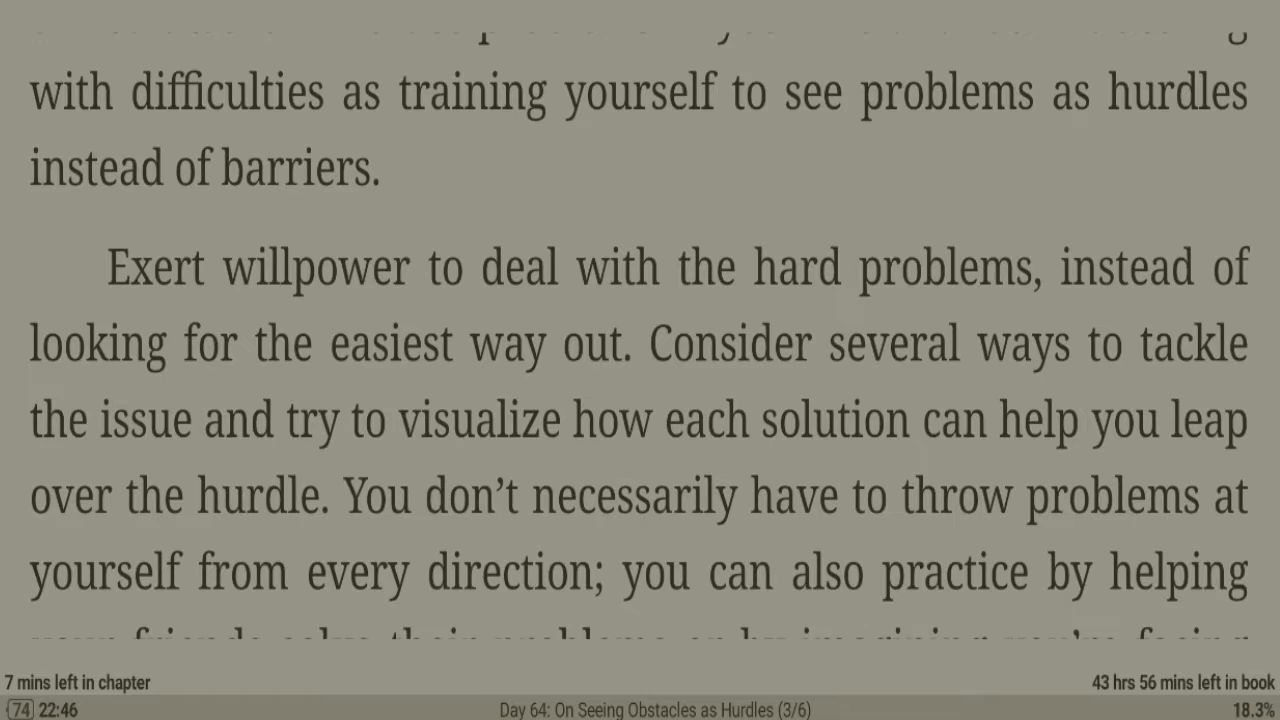 with difficulties as training yourself to see problems as hurdles
instead of barriers.
Exert willpower to deal with the hard problems, instead of
looking for the easiest way out. Consider several ways to tackle
the issue and try to visualize how each solution can help you leap
over the hurdle. You don’t necessarily have to throw problems at
yourself from every direction; you can also practice by helping
7 mins left in chapter
43 hrs 56 mins left in book
74 22:46
Day 64: On Seeing Obstacles as Hurdles (3/6)
18.3%